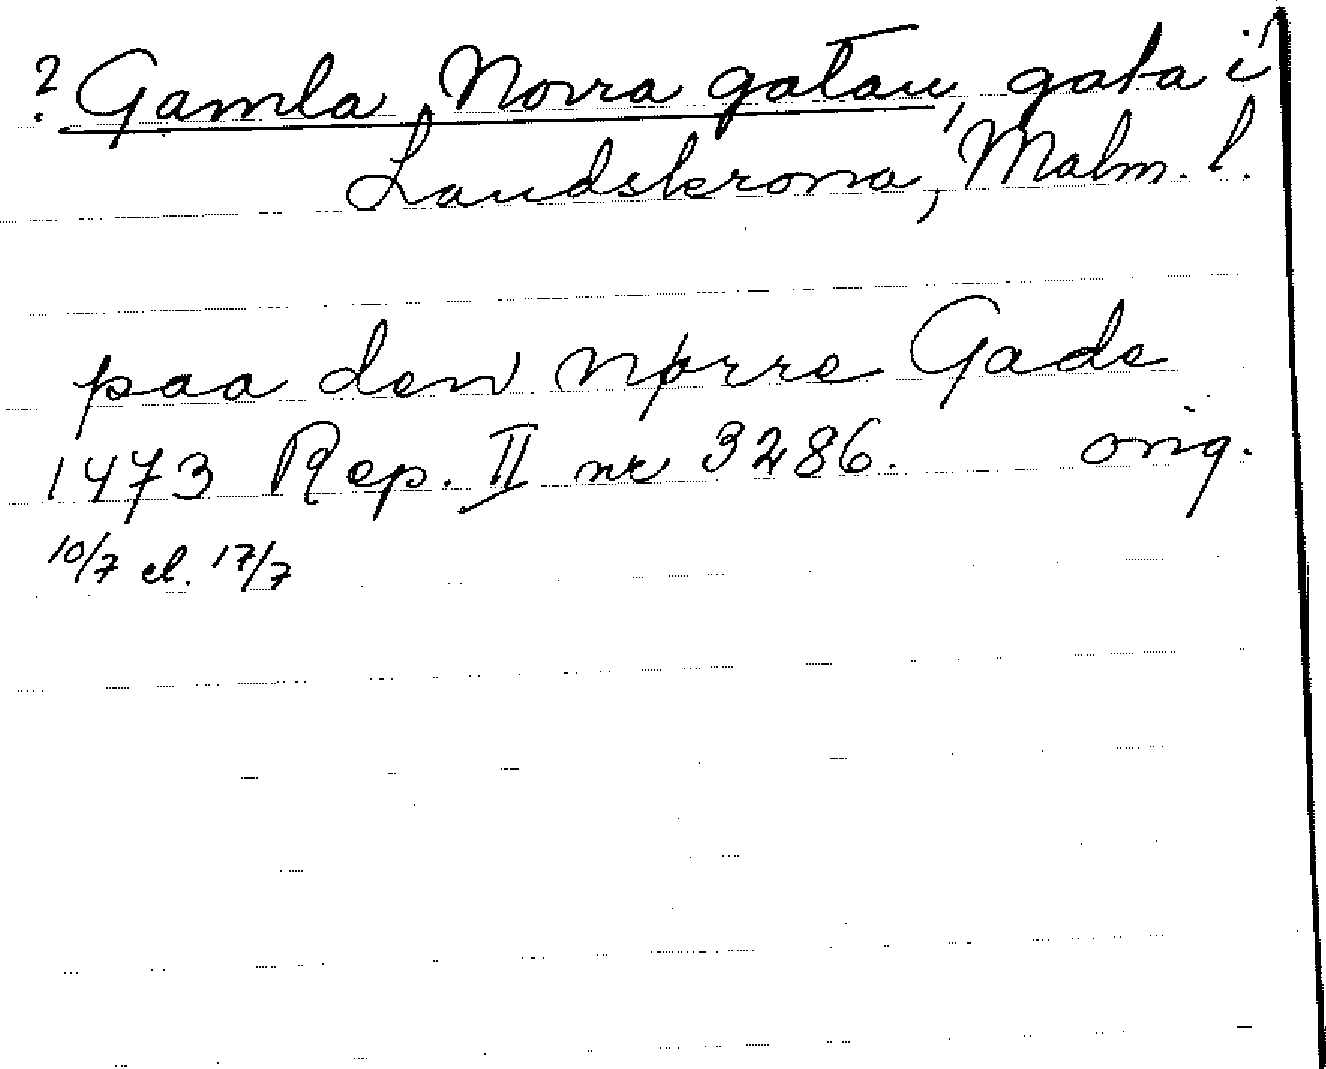 ? Gamla Norra gatan, gata i
Landskrona, Malm. l.
paa den nørre Gade
1473 Rep. II nr 3286. orig.
10/7 el. 17/7